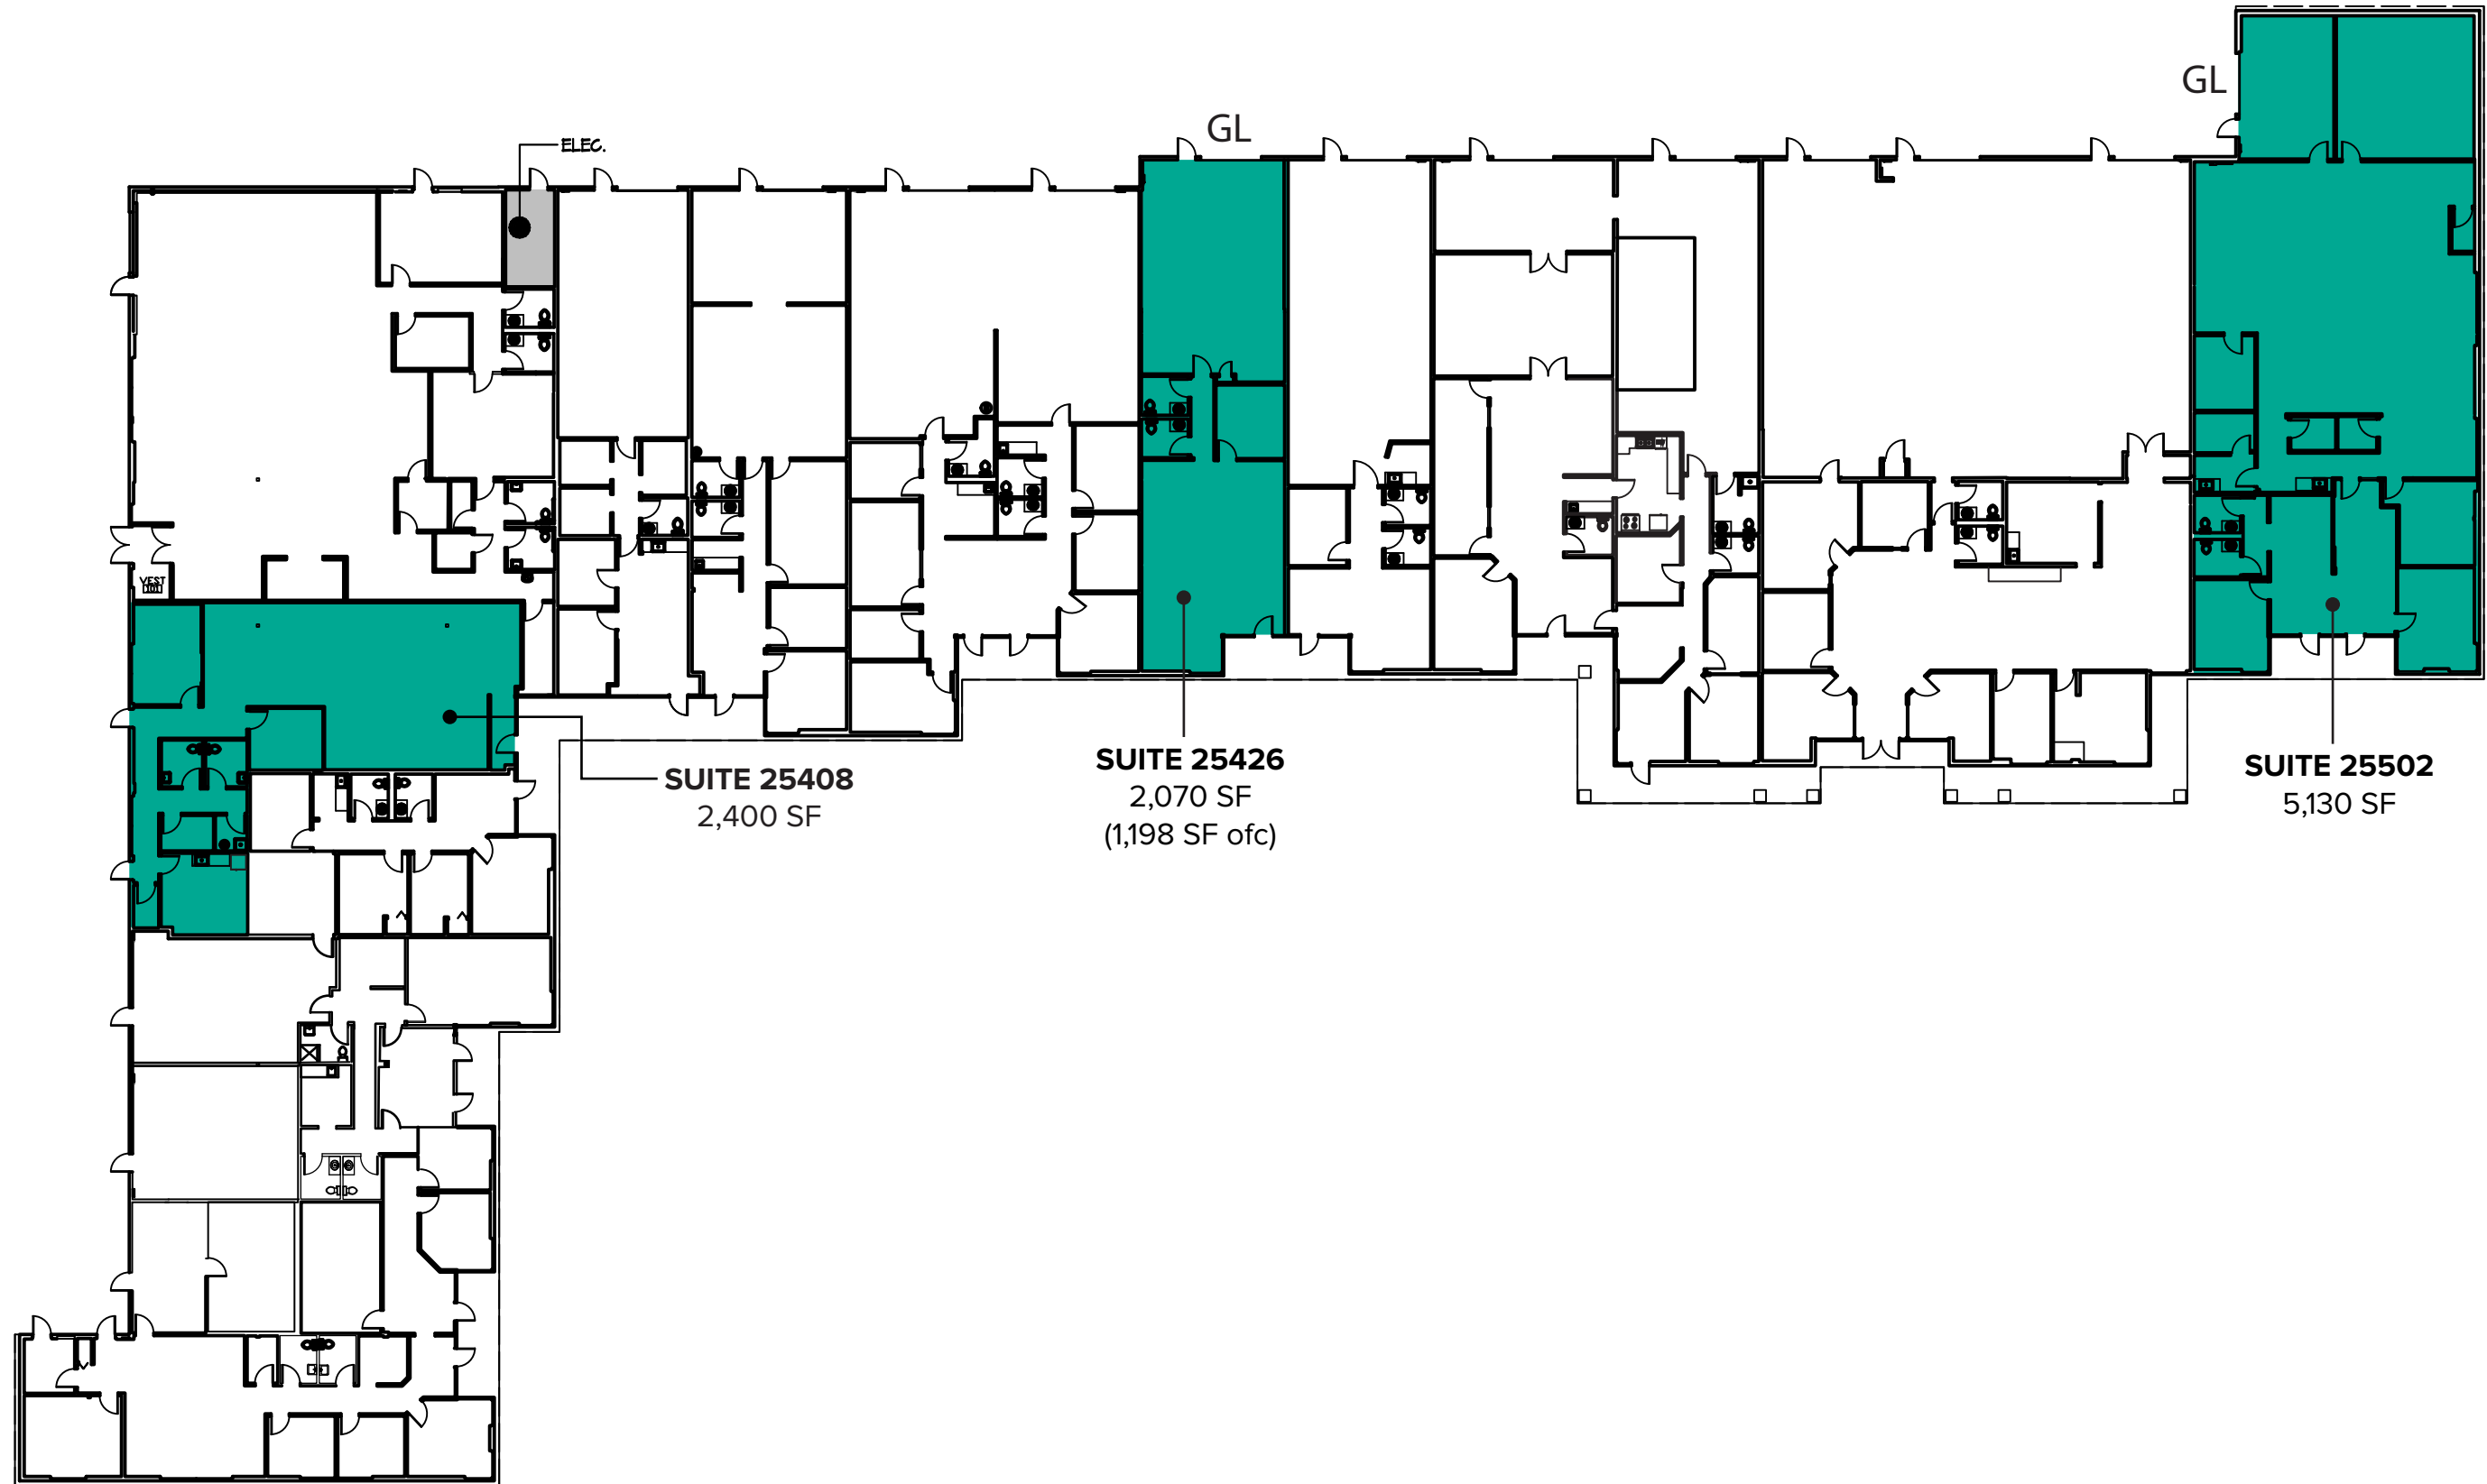 GL
GL
ELEC.
VEST
101
SUITE 25408
2,400 SF
SUITE 25426
2,070 SF
(1,198 SF ofc)
SUITE 25502
5,130 SF